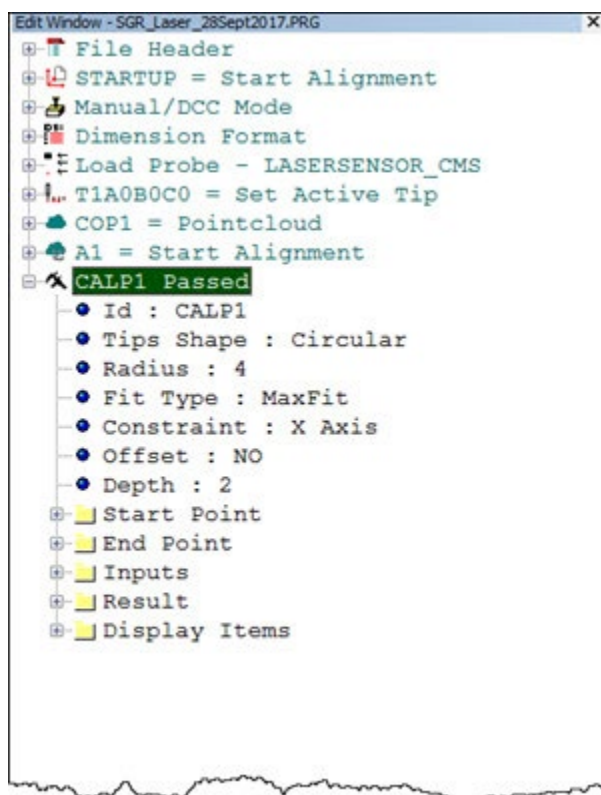 Edit Window - SGR_Laser_28Sept2017.PRG
File Header
STARTUP = Start Alignment
Manual/DCC Mode
Dimension Format
Load Probe - LASERSENSOR_CMS
T1A0B0C0 = Set Active Tip
COP1 = Pointcloud
A1 = Start Alignment
CALP1 Passed
Id : CALP1
Tips Shape : Circular
Radius : 4
Fit Type : MaxFit
Constraint : X Axis
Offset : NO
Depth : 2
Start Point
End Point
Inputs
Result
Display Items